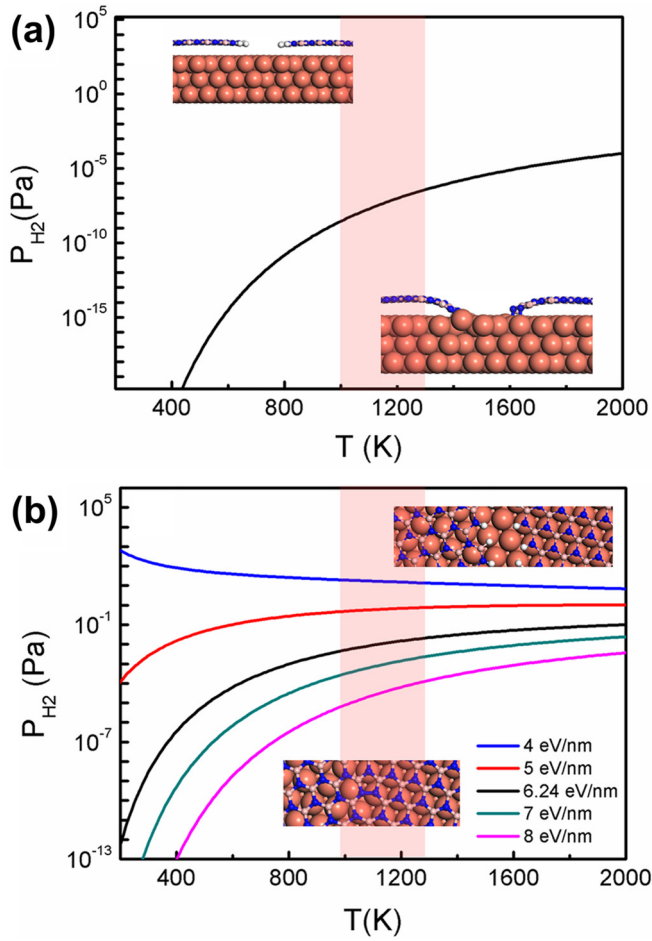 (a)
10^5
10^0
10^-5
10^-10
10^-15
P_H2(Pa)
400 800 1200 1600 2000
T (K)
(b)
10^5
10^-1
10^-7
10^-13
P_H2 (Pa)
4 eV/nm
5 eV/nm
6.24 eV/nm
7 eV/nm
8 eV/nm
400 800 1200 1600 2000
T(K)